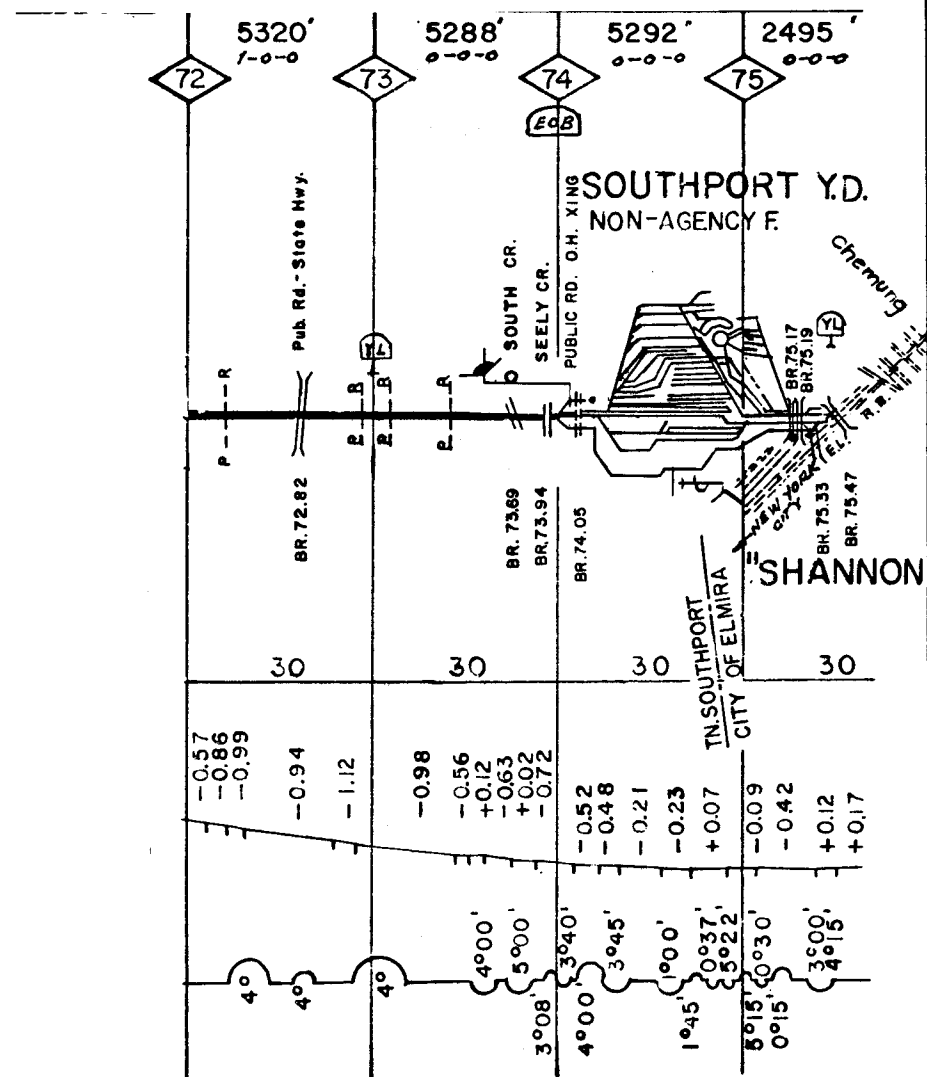 5320' 5288' 5292" 2495'
1-0-0 0-0-0 0-0-0 0-0-0
72 73 74 75
EOB
SOUTHPORT Y.D.
NON-AGENCY F.
Pub. Rd.-State Hwy.
SOUTH CR.
SEELY CR.
PUBLIC RD. O.H. XING
chemung
YL
YL
BR.75.17
BR.75.19
R R R R
P P P P
R.R.
E.L.
NEW YORK
CITY
BR.72.82
BR. 73.69
BR.73.94
BR.74.05
BR.75.33
BR.75.47
"SHANNON
TN.SOUTHPORT
CITY OF ELMIRA
30 30 30 30
-0.57
-0.86
-0.99
-0.94
-1.12
-0.98
-0.56
+0.12
-0.63
+0.02
-0.72
-0.52
-0.48
-0.21
-0.23
+0.07
-0.09
-0.42
+0.12
+0.17
4°
4°
4°
4°00'
5°00'
3°08'
3°40'
4°00'
3°45'
1°00'
1°45'
0°37'
5°22'
5°15'
0°30'
0°15'
3°00'
4°15'